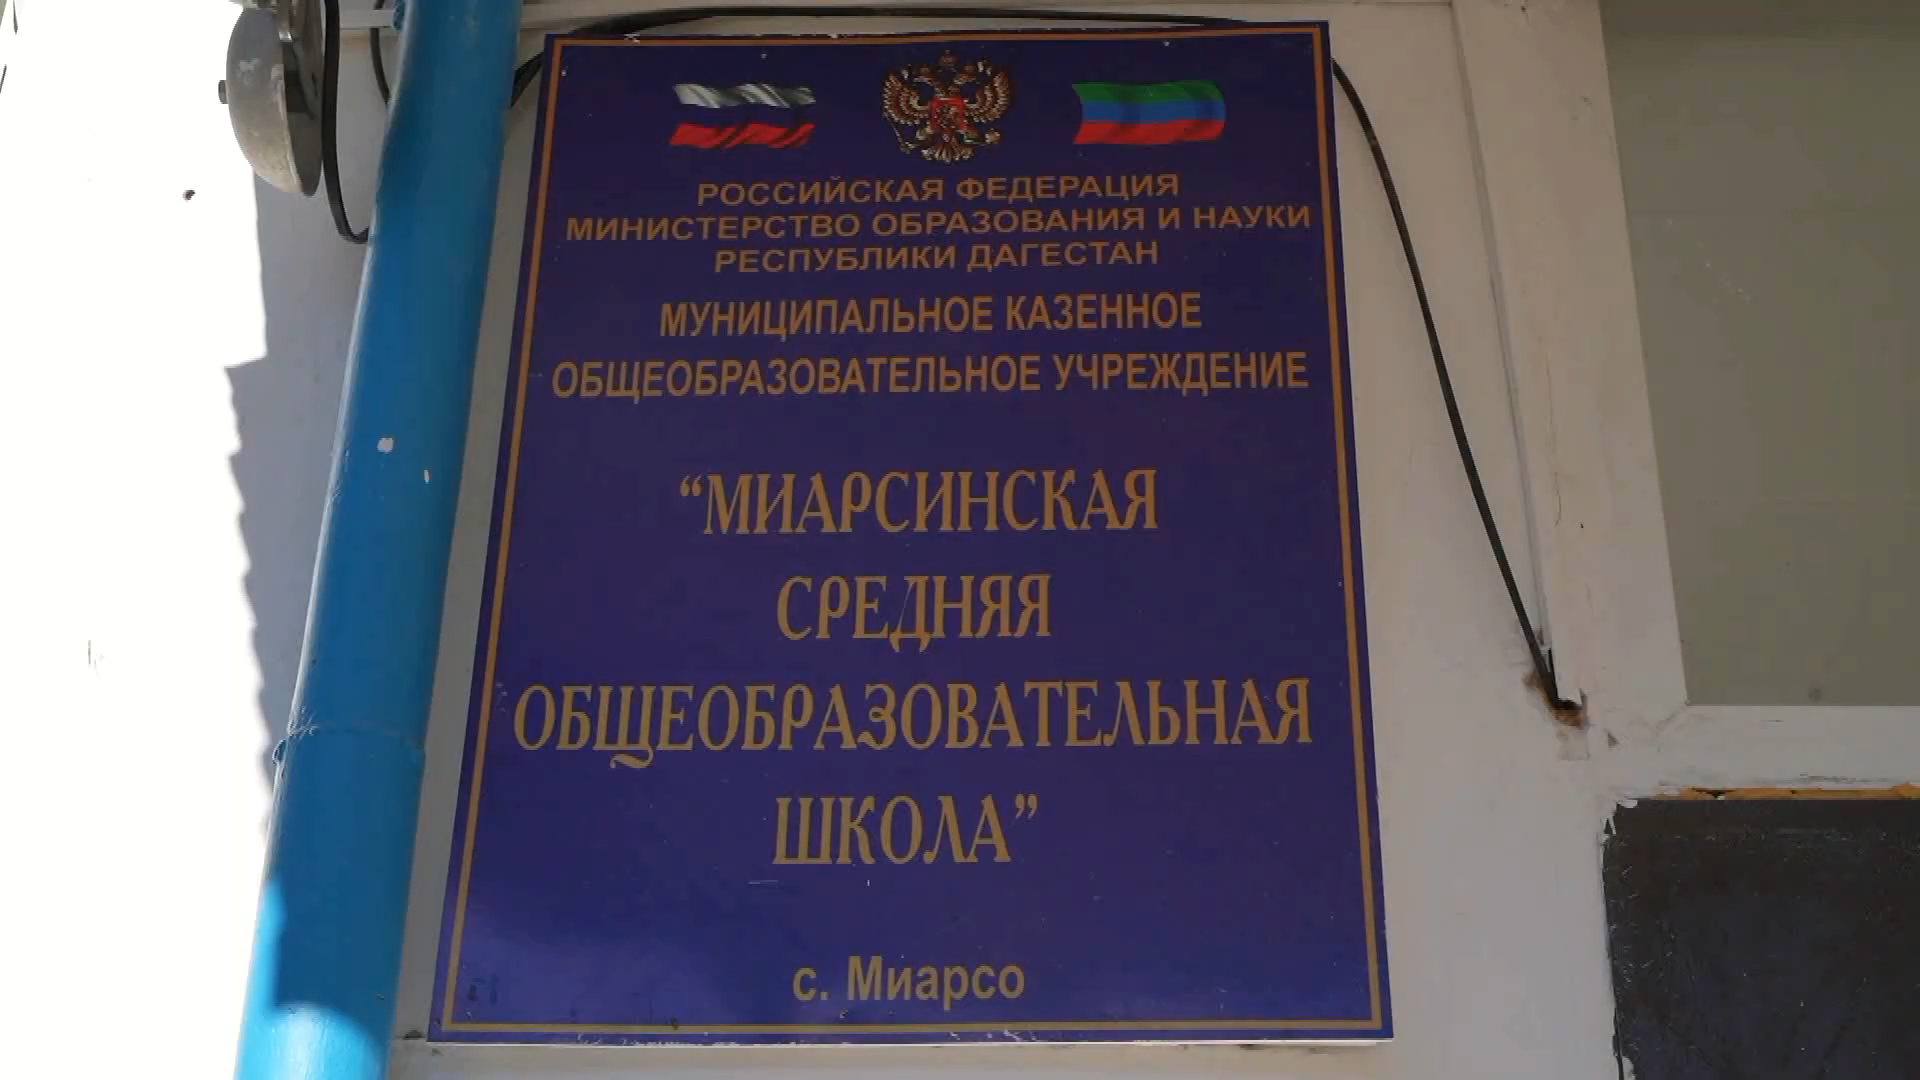 РОССИЙСКАЯ ФЕДЕРАЦИЯ
МИНИСТЕРСТВО ОБРАЗОВАНИЯ И НАУКИ
РЕСПУБЛИКИ ДАГЕСТАН
МУНИЦИПАЛЬНОЕ КАЗЕННОЕ
ОБЩЕОБРАЗОВАТЕЛЬНОЕ УЧРЕЖДЕНИЕ
“МИАРСИНСКАЯ
СРЕДНЯЯ
ОБЩЕОБРАЗОВАТЕЛЬНАЯ
ШКОЛА”
с. Миарсо